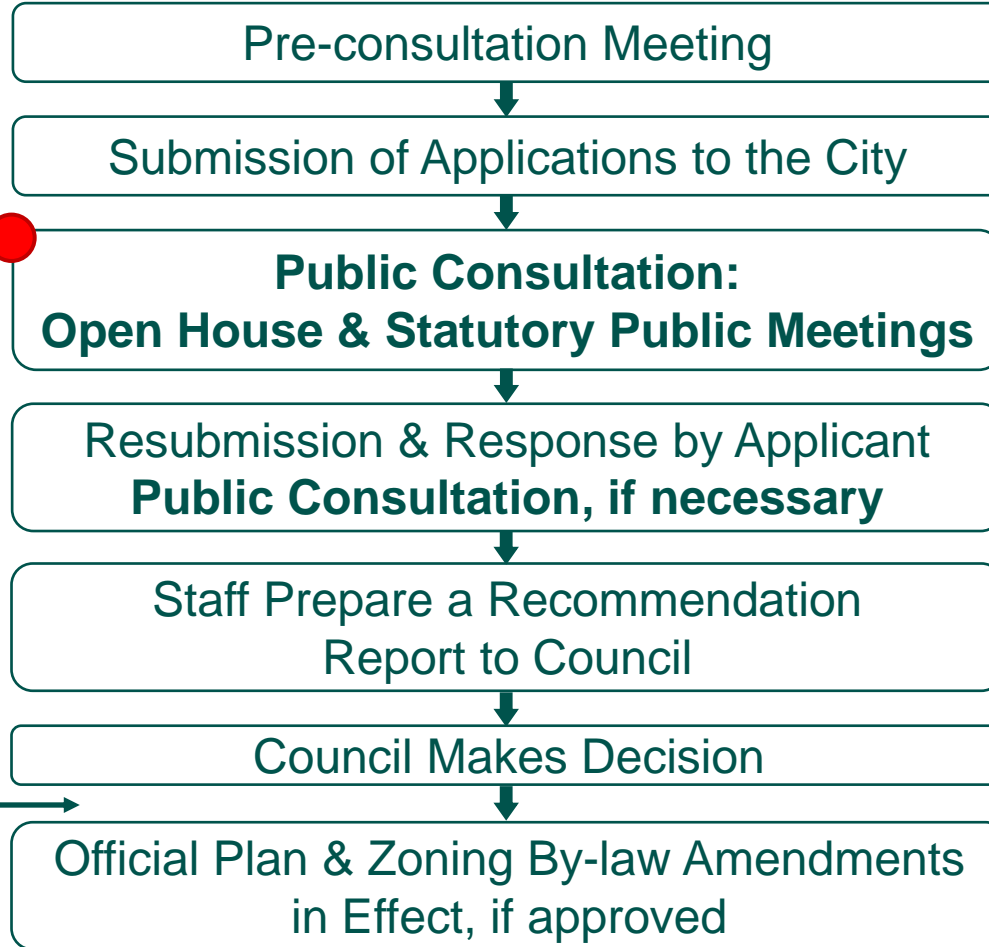 Pre-consultation Meeting
Submission of Applications to the City
Public Consultation:
Open House & Statutory Public Meetings
Resubmission & Response by Applicant
Public Consultation, if necessary
Staff Prepare a Recommendation
Report to Council
Council Makes Decision
Official Plan & Zoning By-law Amendments
in Effect, if approved